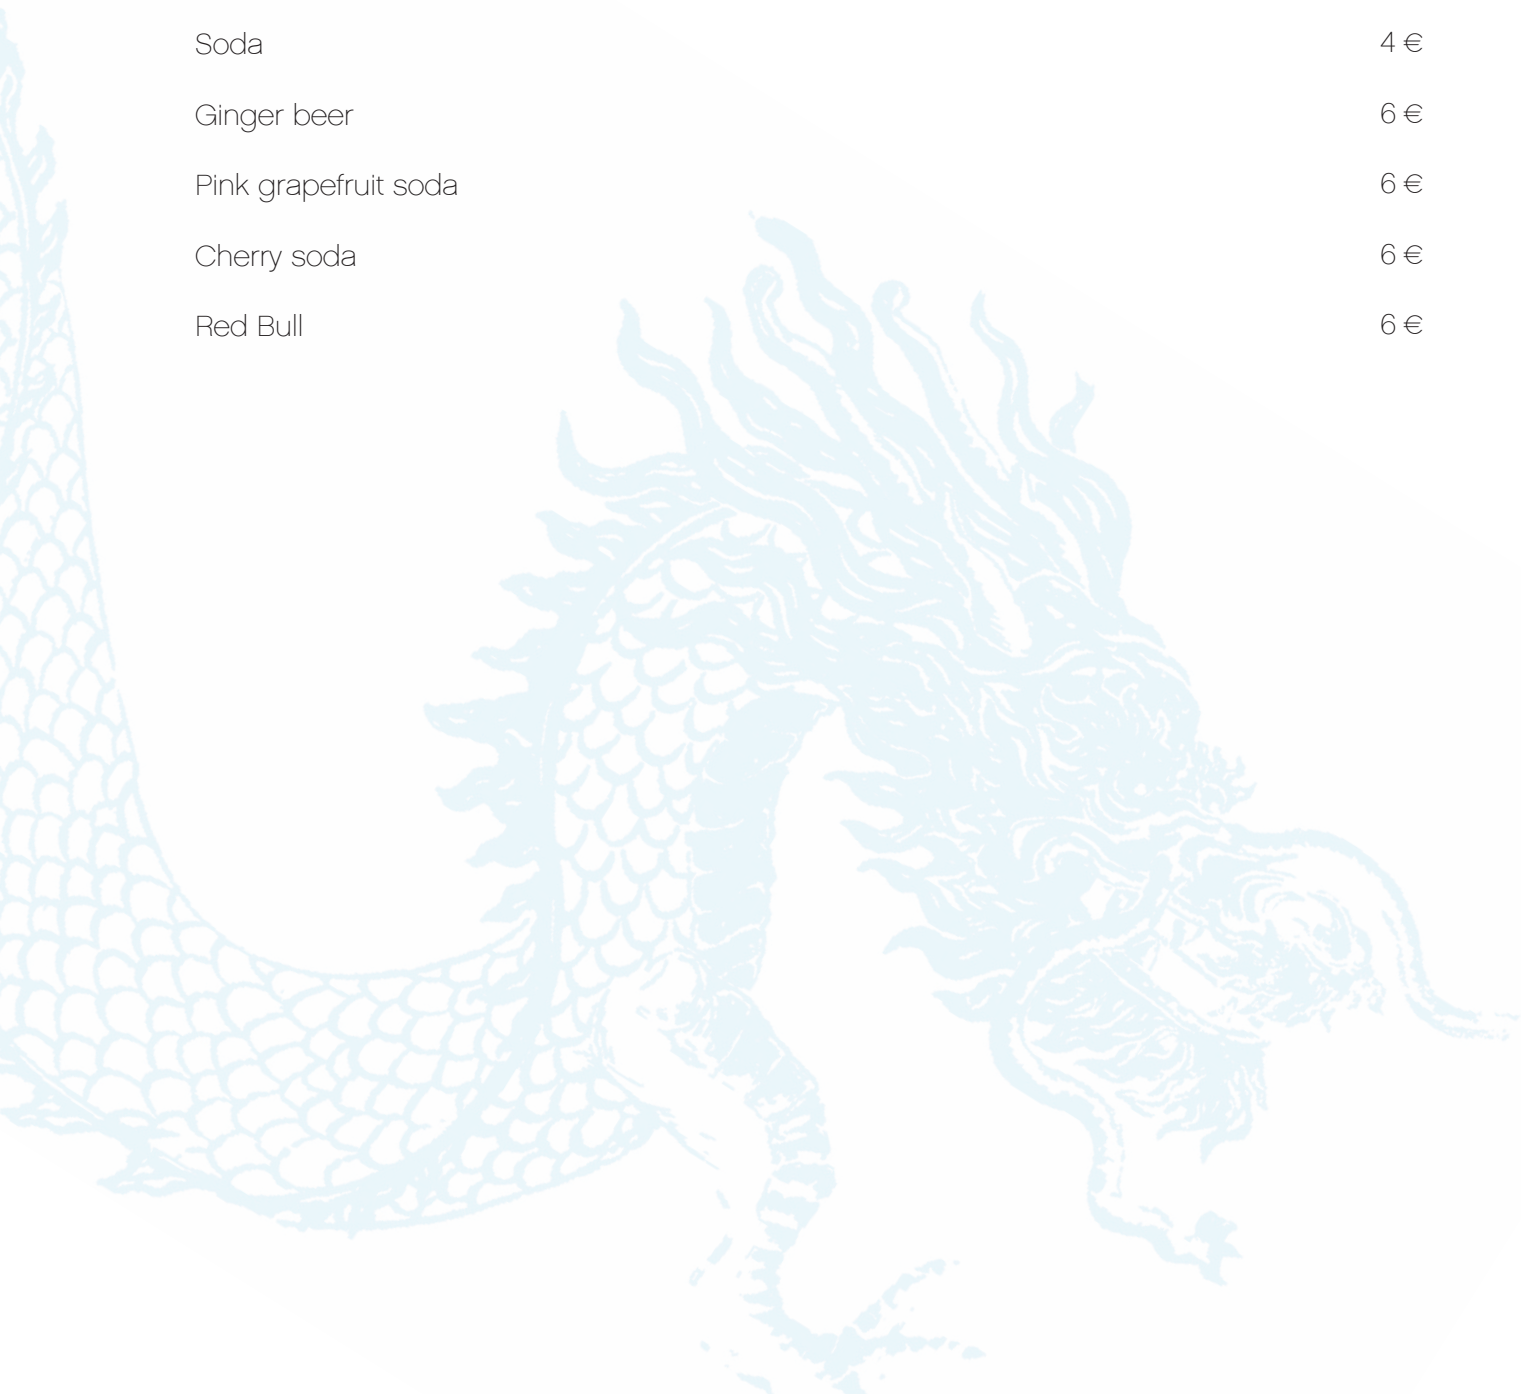 Soda 4 €
Ginger beer 6 €
Pink grapefruit soda 6 €
Cherry soda 6 €
Red Bull 6 €